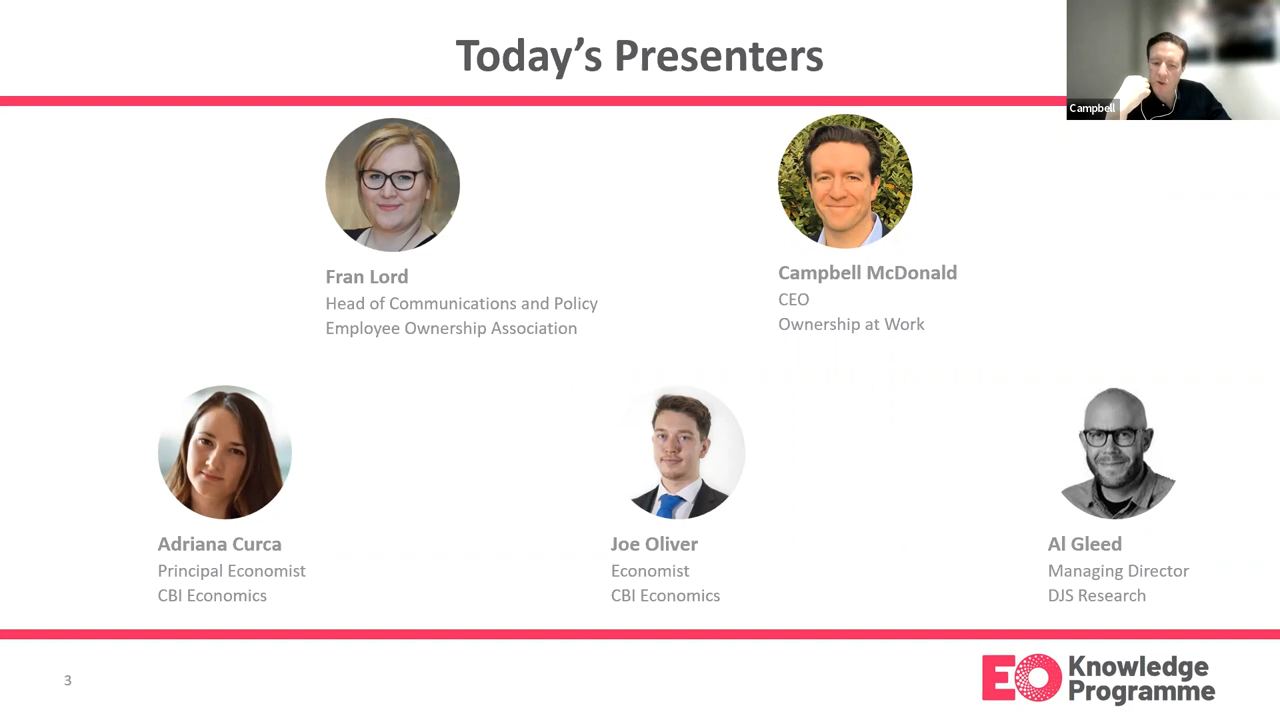 Today’s Presenters
Campbell
Fran Lord
Head of Communications and Policy
Employee Ownership Association
Campbell McDonald
CEO
Ownership at Work
Adriana Curca
Principal Economist
CBI Economics
Joe Oliver
Economist
CBI Economics
Al Gleed
Managing Director
DJS Research
3
EO Knowledge
Programme